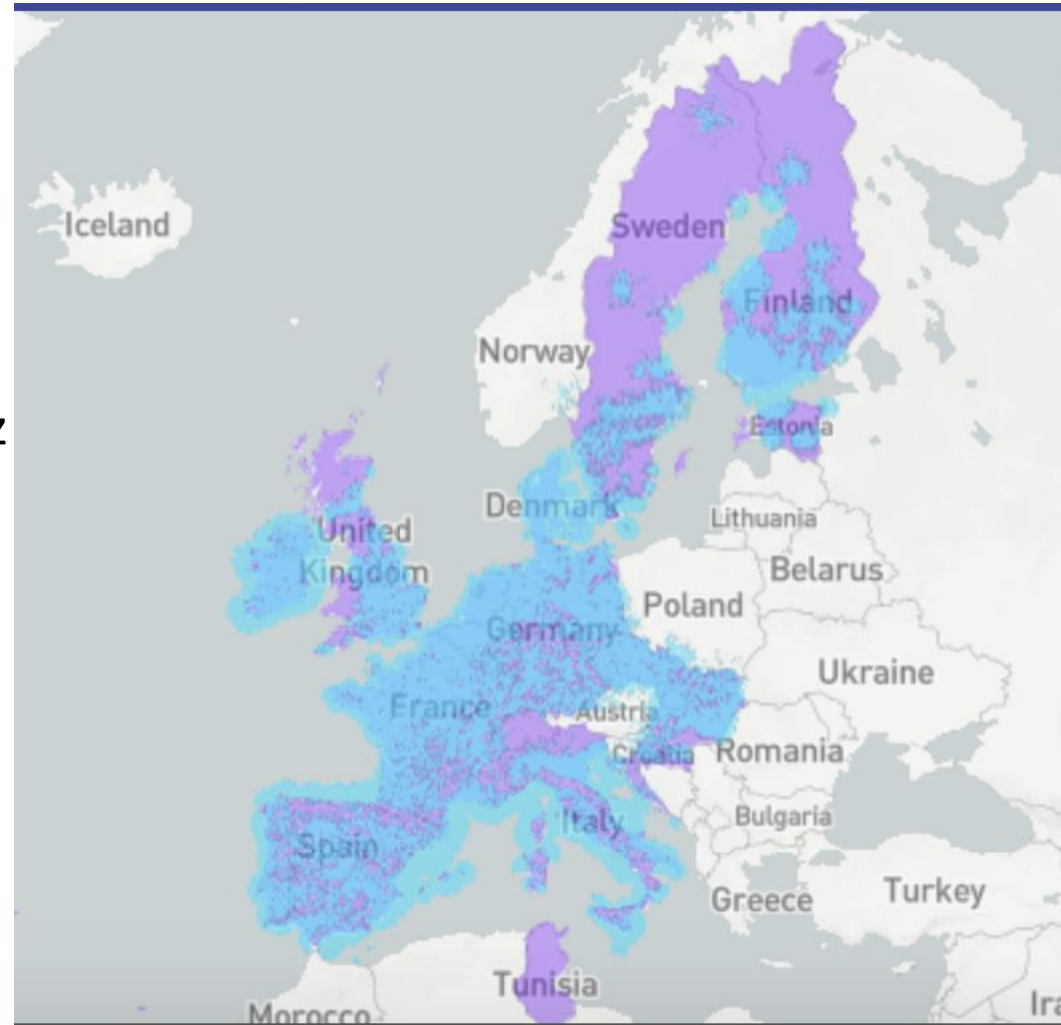 Iceland
Sweden
Finland
Norway
Estonia
Denmark
Lithuania
United
Kingdom
Belarus
Poland
Germany
Ukraine
France
Austria
Croatia
Romania
Italy
Bulgaria
Spain
Greece
Turkey
Tunisia
Morocco